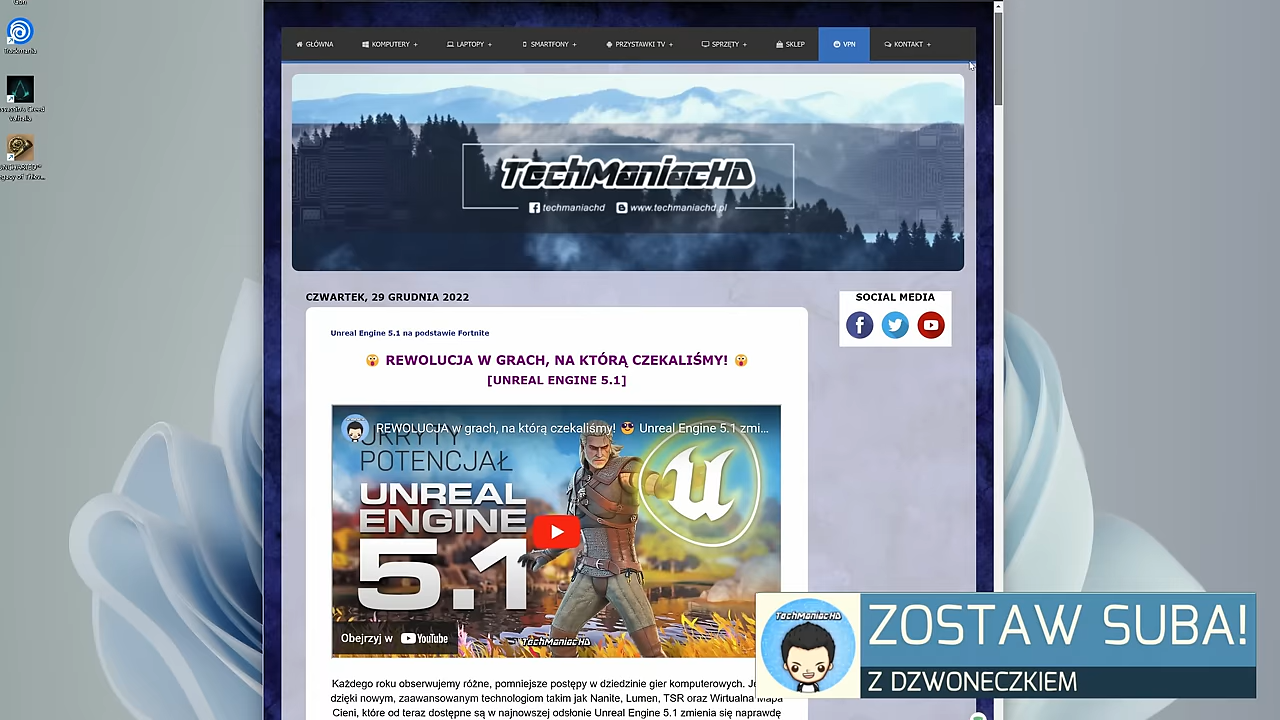 Trackmania
Valhalla
GŁÓWNA
KOMPUTERY +
LAPTOPY +
SMARTFONY +
PRZYSTAWKI TV +
SPRZĘTY +
SKLEP
VPN
KONTAKT +
TechManiacHD
techmaniachd
www.techmaniachd.pl
CZWARTEK, 29 GRUDNIA 2022
SOCIAL MEDIA
Unreal Engine 5.1 na podstawie Fortnite
REWOLUCJA W GRACH, NA KTÓRĄ CZEKALIŚMY!
[UNREAL ENGINE 5.1]
REWOLUCJA w grach, na którą czekaliśmy! 😎 Unreal Engine 5.1 zmi...
UKRYTY
POTENCJAŁ
UNREAL
ENGINE
5.1
Obejrzyj w YouTube
TechManiacHD
TechManiacHD
ZOSTAW SUBA!
Z DZWONECZKIEM
Każdego roku obserwujemy różne, pomniejsze postępy w dziedzinie gier komputerowych.
dzięki nowym, zaawansowanym technologiom takim jak Nanite, Lumen, TSR oraz Wirtualna Mapa
Cieni, które od teraz dostępne są w najnowszej odsłonie Unreal Engine 5.1 zmienia się naprawdę